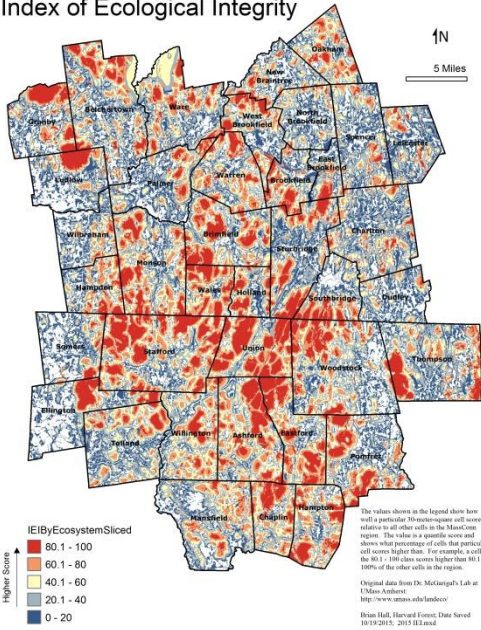 Index of Ecological Integrity
N
5 Miles
Oakham
New
Braintree
Belchertown
Ware
Granby
West
Brookfield
North
Brookfield
Spencer
Leicester
Ludlow
Palmer
Warren
Brookfield
East
Brookfield
Wilbraham
Monson
Brimfield
Sturbridge
Charlton
Hampden
Wales
Holland
Southbridge
Dudley
Somers
Stafford
Union
Woodstock
Thompson
Ellington
Tolland
Willington
Ashford
Eastford
Pomfret
Mansfield
Chaplin
Hampton
IEIByEcosystemSliced
80.1 - 100
60.1 - 80
40.1 - 60
20.1 - 40
0 - 20
Higher Score
The values shown in the legend show how
well a particular 30-meter-square cell scores
relative to all other cells in the MassConn
region. The value is a quantile score and
shows what percentage of cells that particular
cell scores higher than. For example, a cell
the 80.1 - 100 class scores higher than 80.1
100% of the other cells in the region.
Original data from Dr. McGarigal's Lab at
UMass Amherst:
http://www.umass.edu/landeco/
Brian Hall, Harvard Forest; Date Saved
10/19/2015; 2015 IEI.mxd